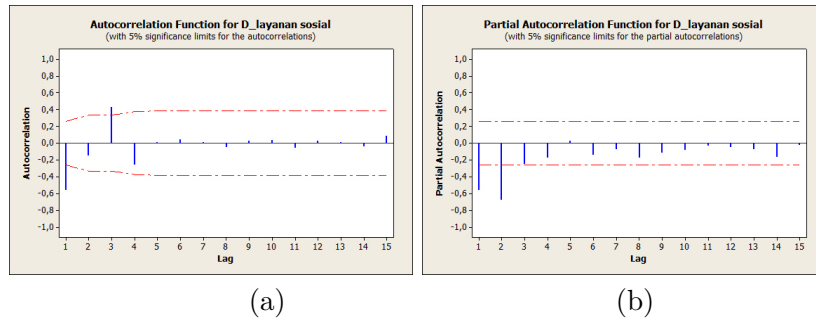 Autocorrelation Function for D_layanan sosial
(with 5% significance limits for the autocorrelations)
1,0
0,8
0,6
0,4
0,2
0,0
-0,2
-0,4
-0,6
-0,8
-1,0
Autocorrelation
1 2 3 4 5 6 7 8 9 10 11 12 13 14 15
Lag
(a)
Partial Autocorrelation Function for D_layanan sosial
(with 5% significance limits for the partial autocorrelations)
1,0
0,8
0,6
0,4
0,2
0,0
-0,2
-0,4
-0,6
-0,8
-1,0
Partial Autocorrelation
1 2 3 4 5 6 7 8 9 10 11 12 13 14 15
Lag
(b)